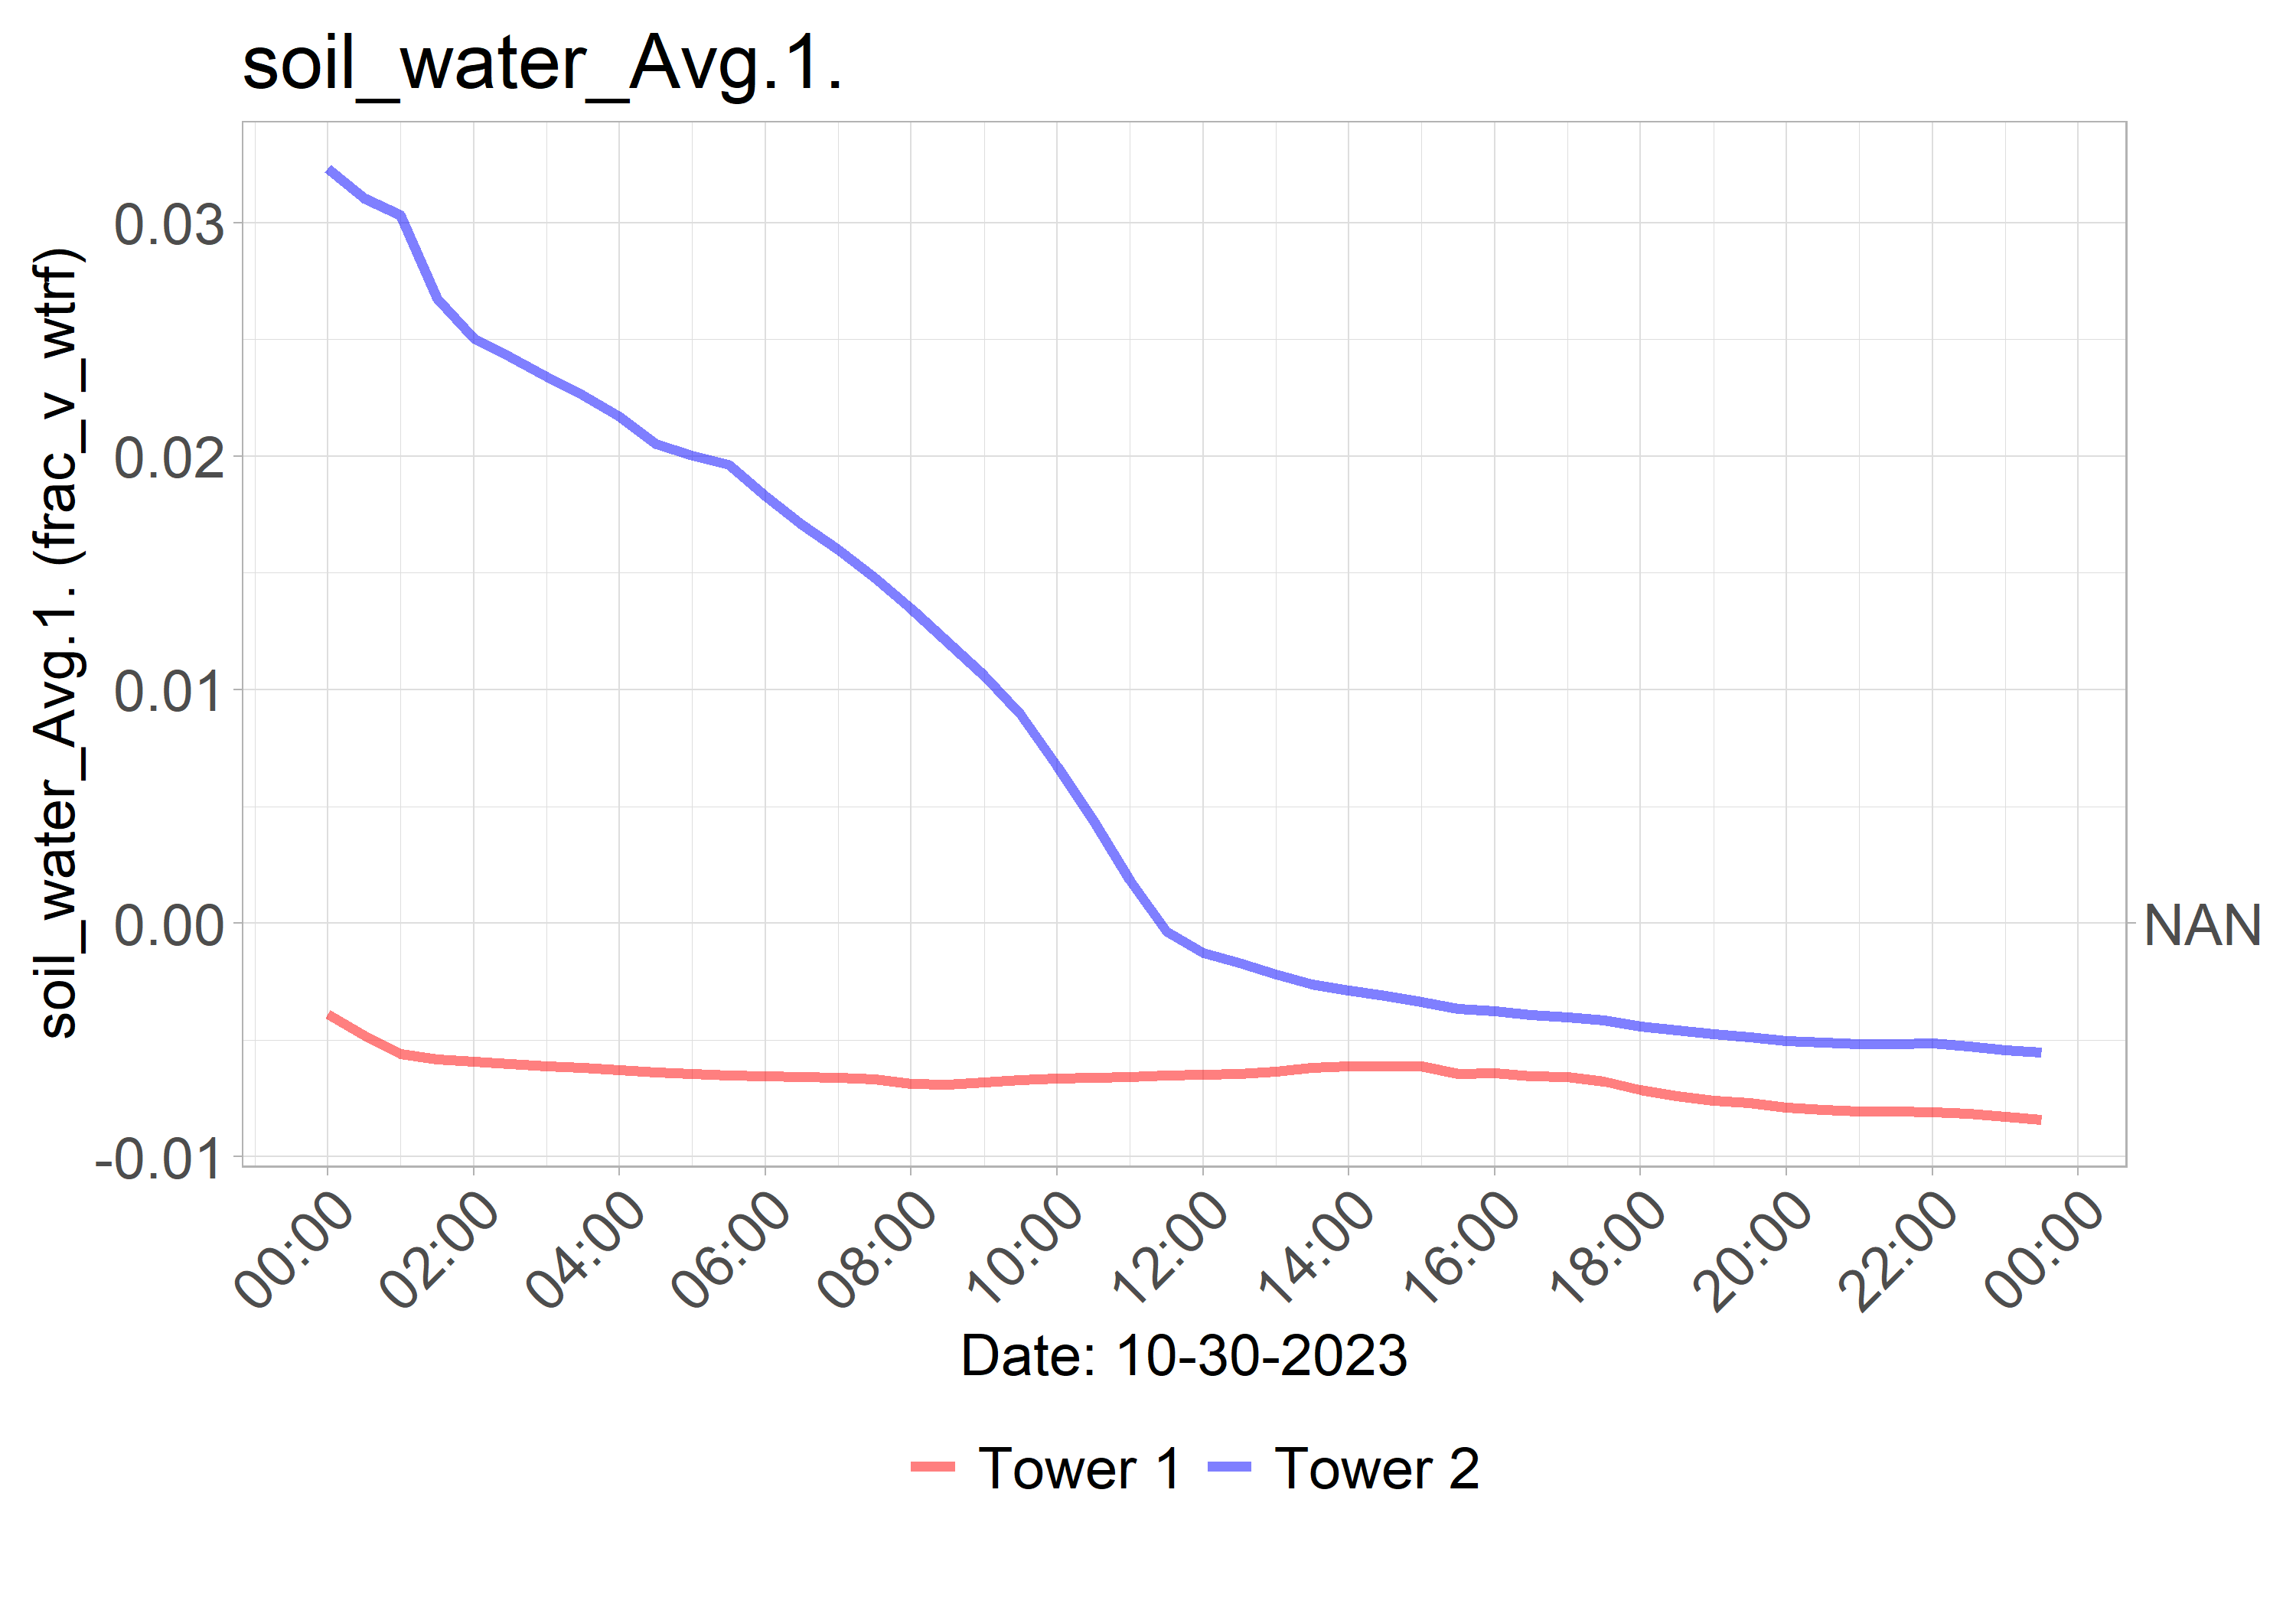 soil_water_Avg.1.
soil_water_Avg.1. (frac_v_wtrf)
0.03
0.02
0.01
0.00
-0.01
NAN
00:00 02:00 04:00 06:00 08:00 10:00 12:00 14:00 16:00 18:00 20:00 22:00 00:00
Date: 10-30-2023
Tower 1 Tower 2